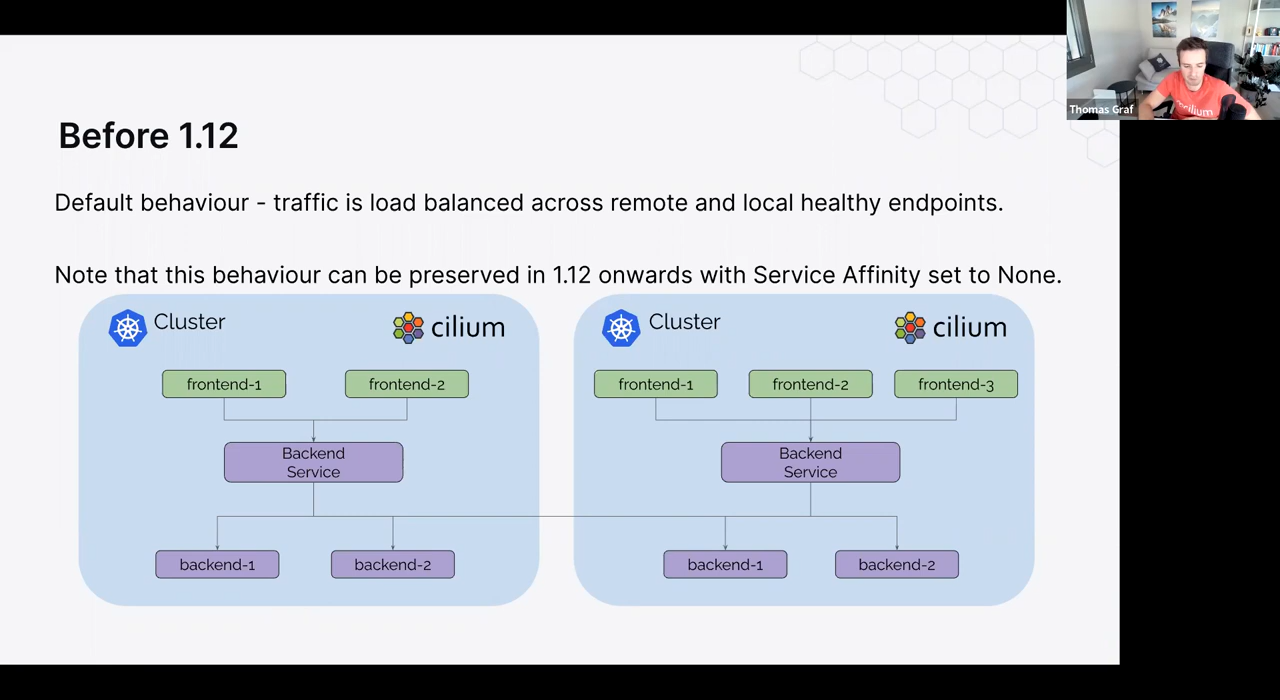 Thomas Graf
cilium
Before 1.12
Default behaviour - traffic is load balanced across remote and local healthy endpoints.
Note that this behaviour can be preserved in 1.12 onwards with Service Affinity set to None.
Cluster
cilium
Cluster
cilium
frontend-1
frontend-2
frontend-1
frontend-2
frontend-3
Backend
Service
Backend
Service
backend-1
backend-2
backend-1
backend-2